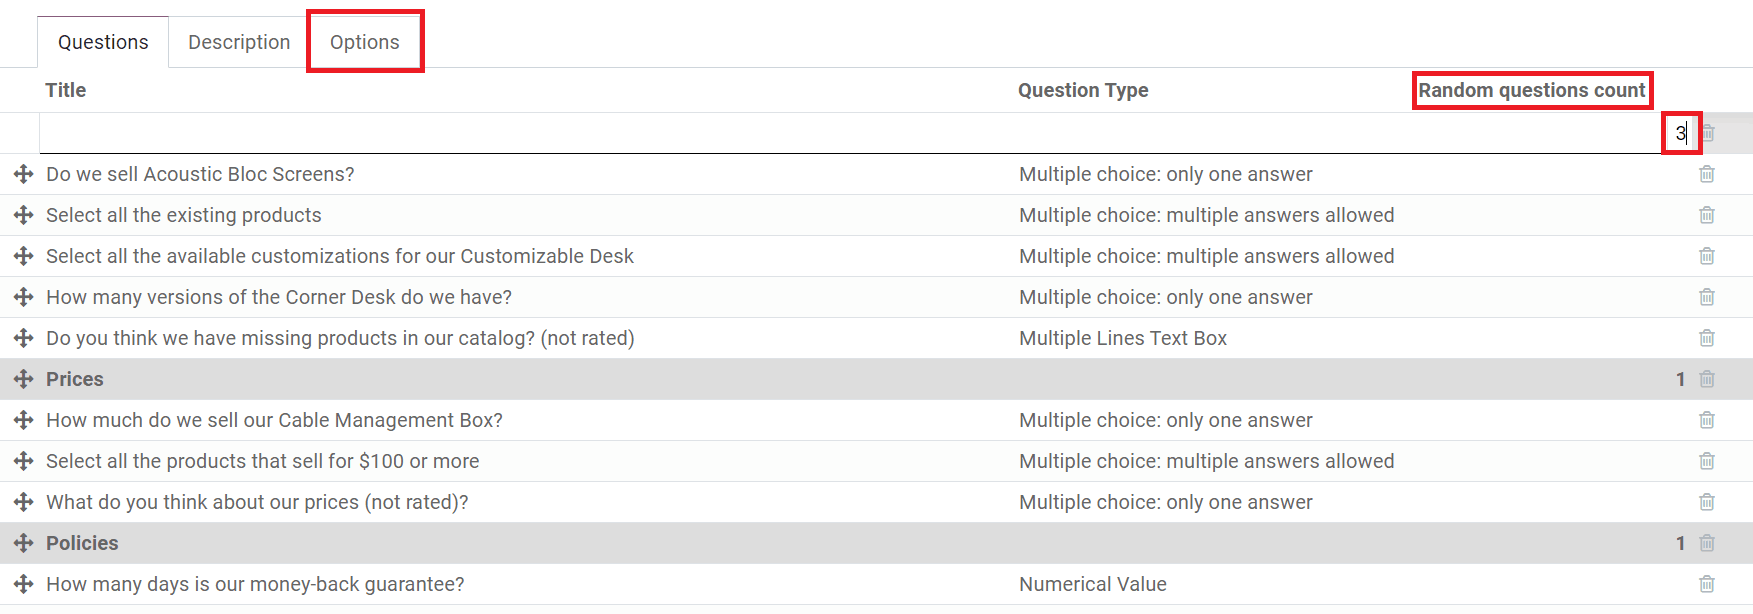 Questions Description Options
Title Question Type Random questions count
3
Do we sell Acoustic Bloc Screens? Multiple choice: only one answer
Select all the existing products Multiple choice: multiple answers allowed
Select all the available customizations for our Customizable Desk Multiple choice: multiple answers allowed
How many versions of the Corner Desk do we have? Multiple choice: only one answer
Do you think we have missing products in our catalog? (not rated) Multiple Lines Text Box
Prices 1
How much do we sell our Cable Management Box? Multiple choice: only one answer
Select all the products that sell for $100 or more Multiple choice: multiple answers allowed
What do you think about our prices (not rated)? Multiple choice: only one answer
Policies 1
How many days is our money-back guarantee? Numerical Value